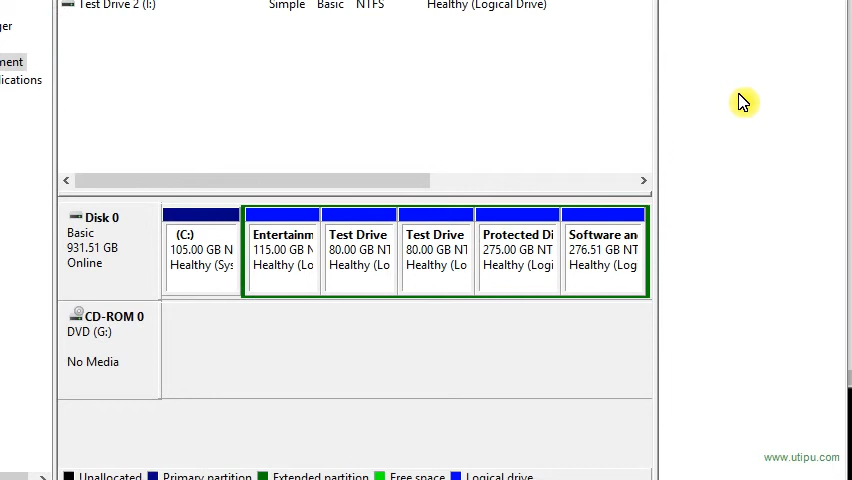 Test Drive 2 (I:) Simple Basic NTFS Healthy (Logical Drive)
ger
ment
lications
Disk 0
Basic
931.51 GB
Online
(C:)
105.00 GB N
Healthy (Sys
Entertainm
115.00 GB N
Healthy (Lo
Test Drive
80.00 GB NT
Healthy (Lo
Test Drive
80.00 GB NT
Healthy (Lo
Protected Di
275.00 GB NT
Healthy (Logi
Software an
276.51 GB NT
Healthy (Log
CD-ROM 0
DVD (G:)
No Media
Unallocated Primary partition Extended partition Free space Logical drive
www.utipu.com